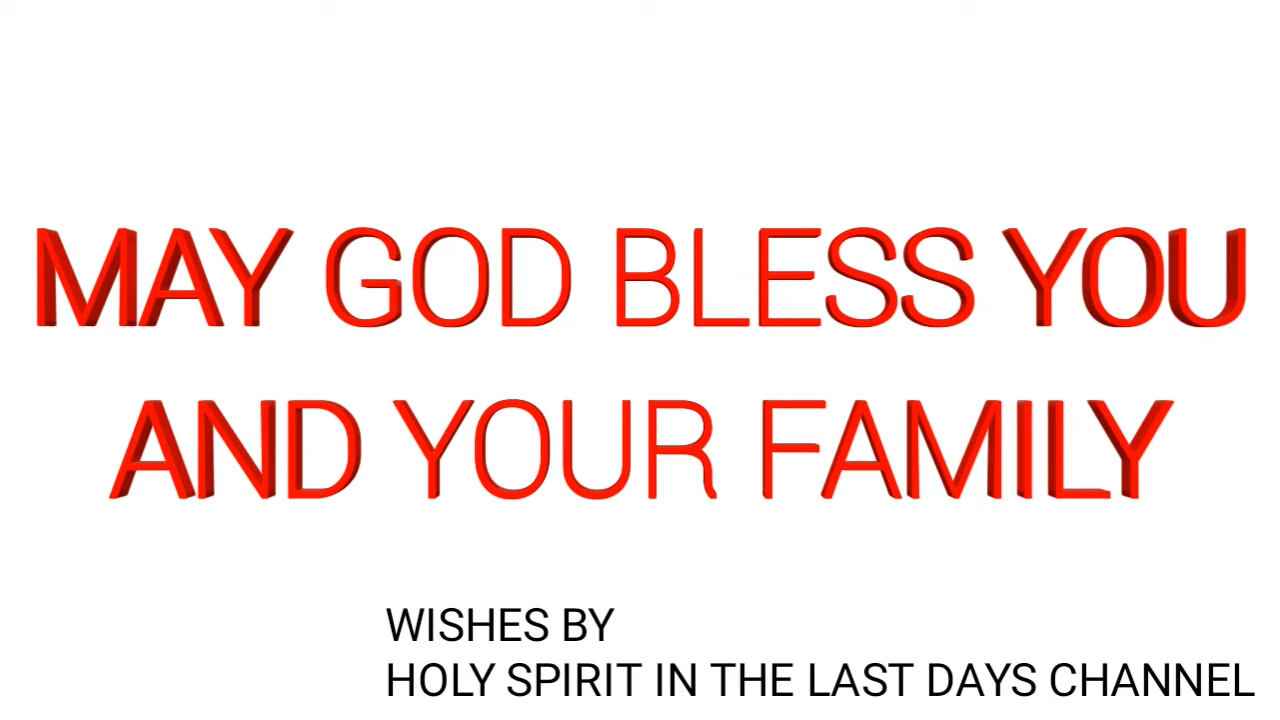 MAY GOD BLESS YOU
AND YOUR FAMILY
WISHES BY
HOLY SPIRIT IN THE LAST DAYS CHANNEL